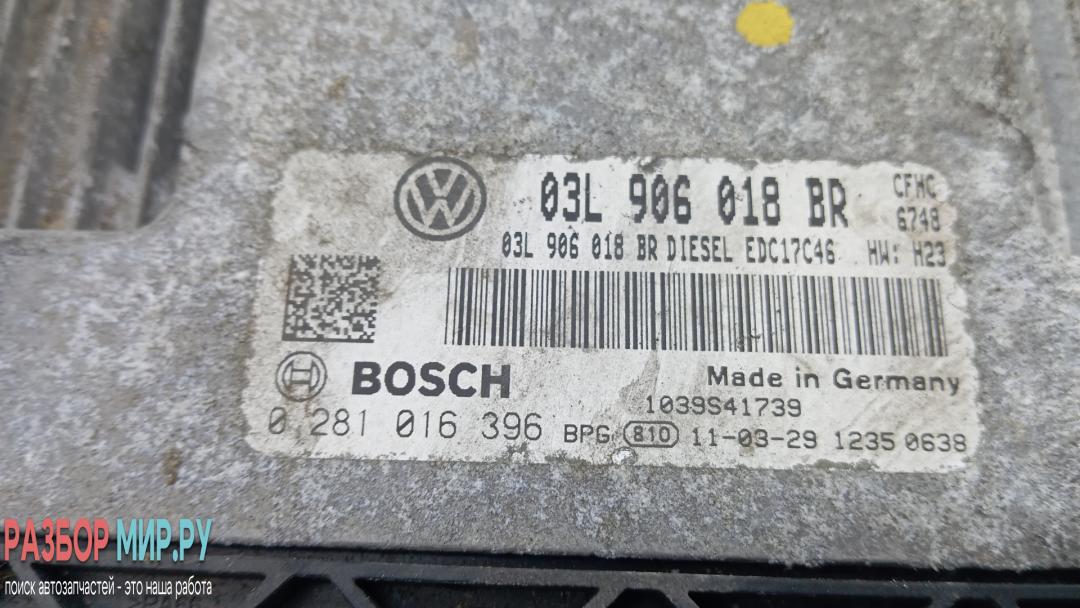 03L 906 018 BR CFHC
6748
03L 906 018 BR DIESEL EDC17C46 HW: H23
BOSCH Made in Germany
1039S41739
0 281 016 396 BPG 810 11-03-29 1235 0638
РАЗБОР МИР.РУ
поиск автозапчастей - это наша работа